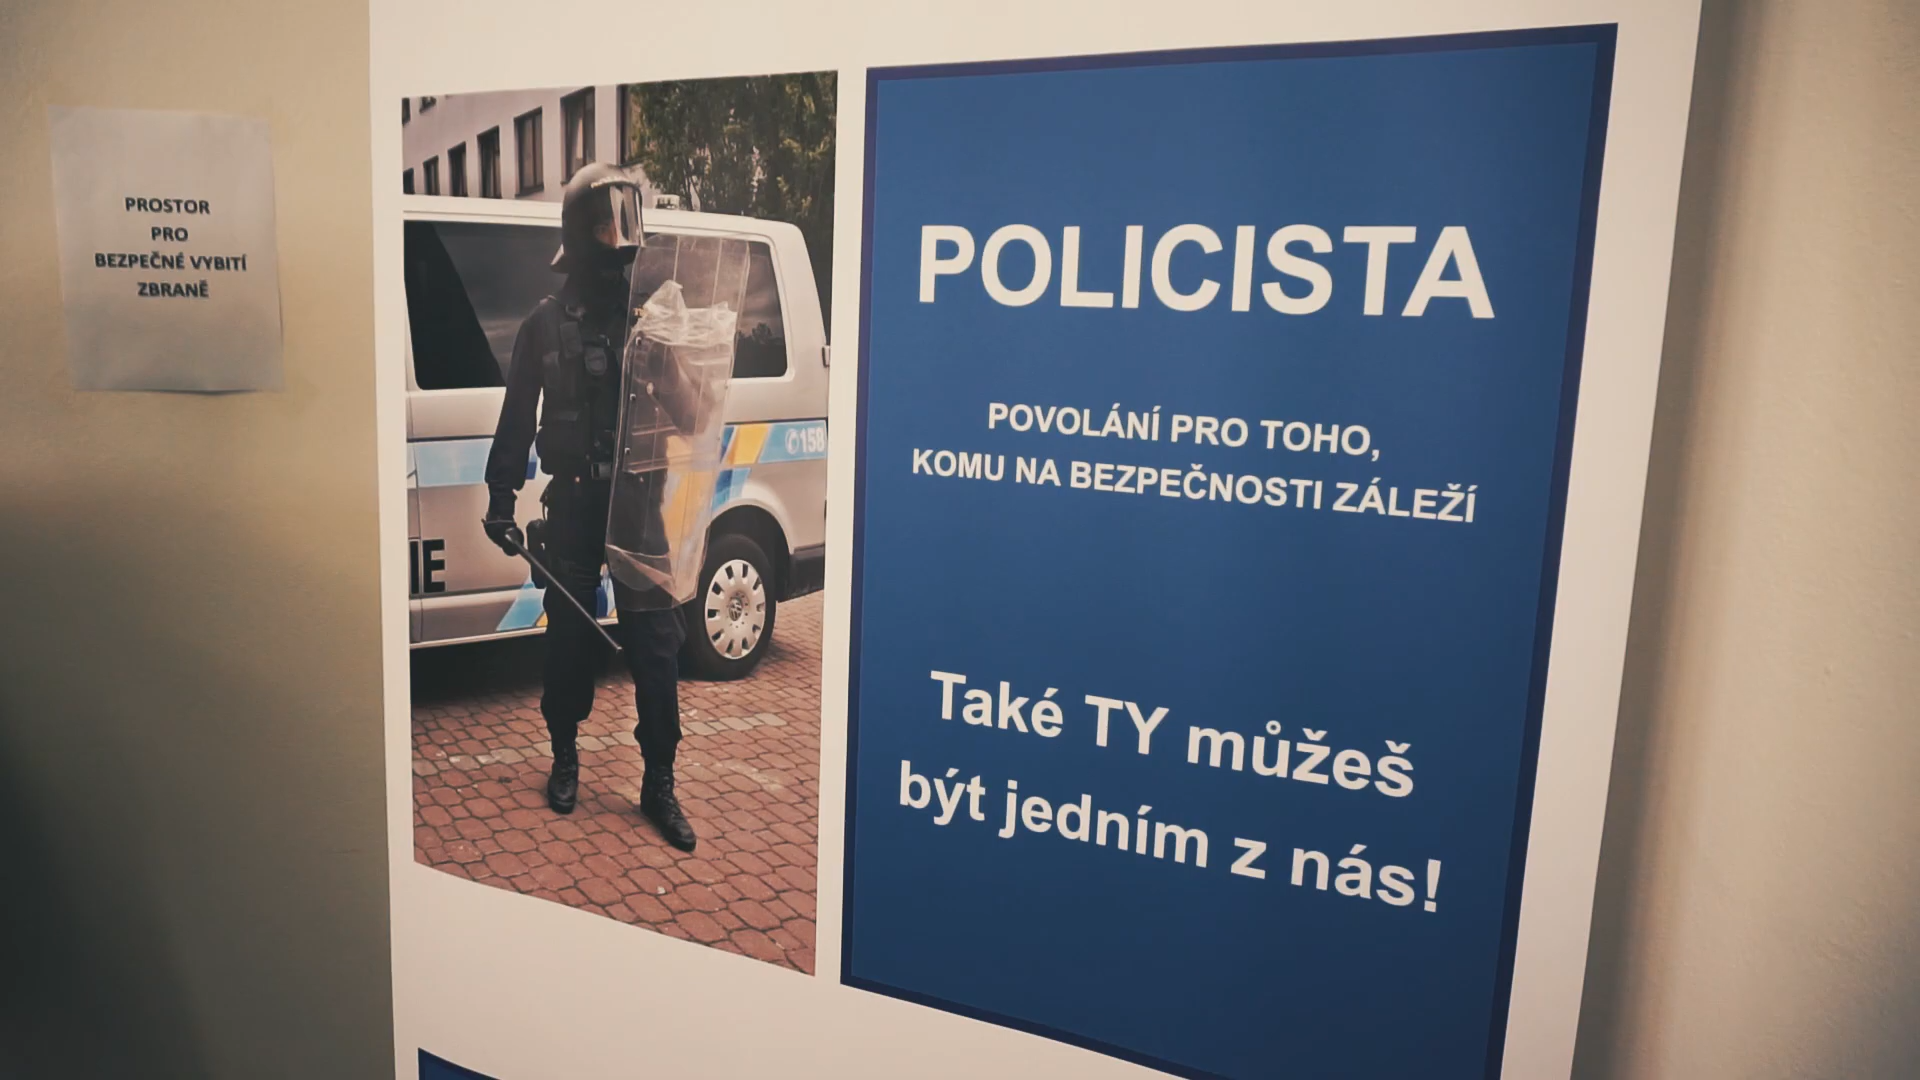 PROSTOR
PRO
BEZPEČNÉ VYBITÍ
ZBRANĚ
158
IE
POLICISTA
POVOLÁNÍ PRO TOHO,
KOMU NA BEZPEČNOSTI ZÁLEŽÍ
Také TY můžeš
být jedním z nás!